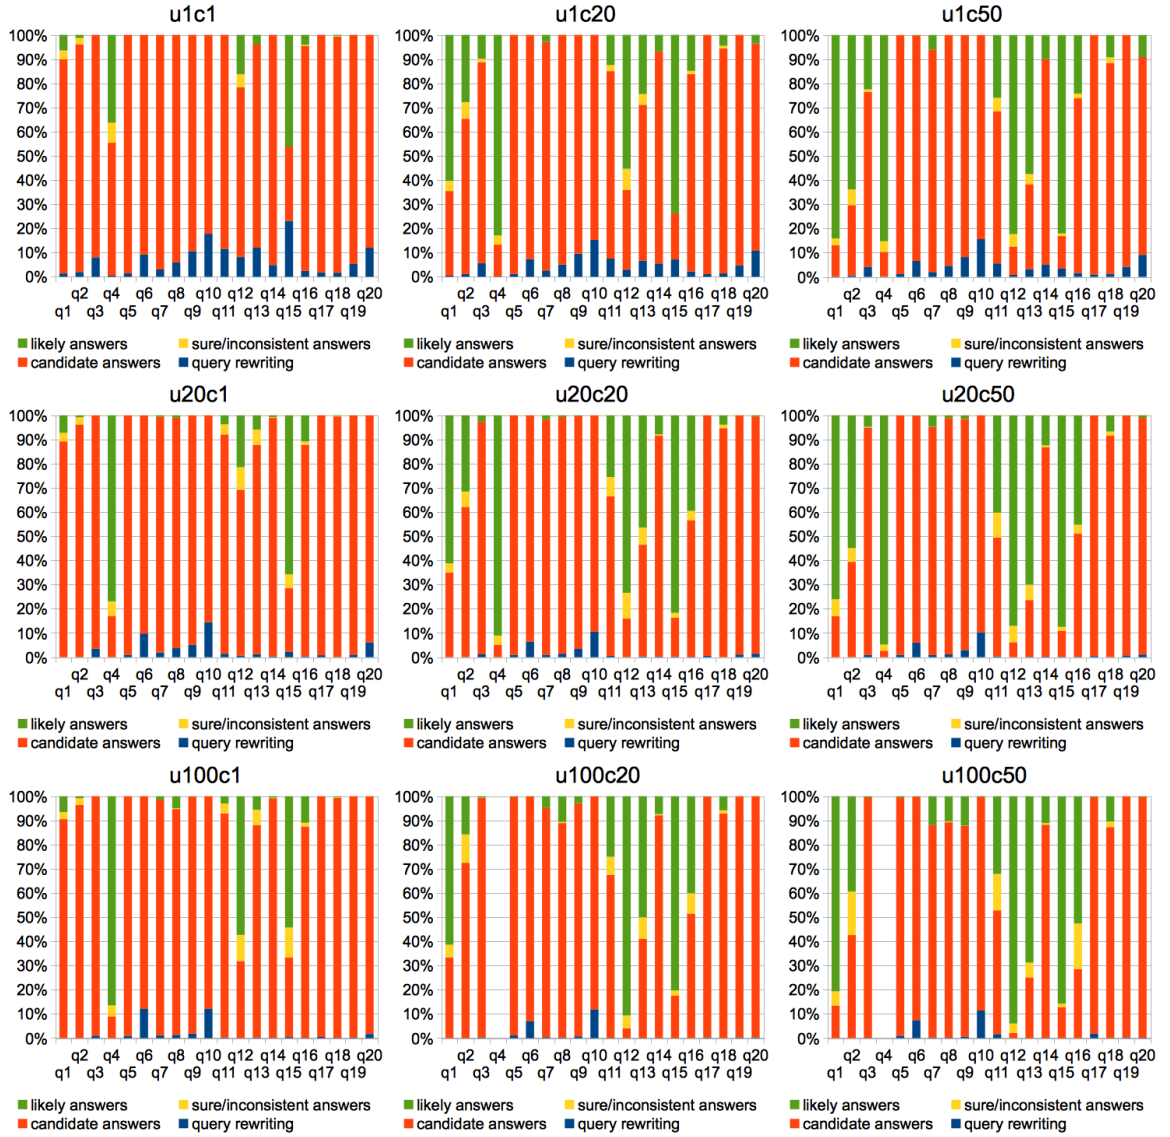 u1c1
100%
90%
80%
70%
60%
50%
40%
30%
20%
10%
0%
q2 q4 q6 q8 q10 q12 q14 q16 q18 q20
q1 q3 q5 q7 q9 q11 q13 q15 q17 q19
likely answers sure/inconsistent answers
candidate answers query rewriting
u1c20
100%
90%
80%
70%
60%
50%
40%
30%
20%
10%
0%
q2 q4 q6 q8 q10 q12 q14 q16 q18 q20
q1 q3 q5 q7 q9 q11 q13 q15 q17 q19
likely answers sure/inconsistent answers
candidate answers query rewriting
u1c50
100%
90%
80%
70%
60%
50%
40%
30%
20%
10%
0%
q2 q4 q6 q8 q10 q12 q14 q16 q18 q20
q1 q3 q5 q7 q9 q11 q13 q15 q17 q19
likely answers sure/inconsistent answers
candidate answers query rewriting
u20c1
100%
90%
80%
70%
60%
50%
40%
30%
20%
10%
0%
q2 q4 q6 q8 q10 q12 q14 q16 q18 q20
q1 q3 q5 q7 q9 q11 q13 q15 q17 q19
likely answers sure/inconsistent answers
candidate answers query rewriting
u20c20
100%
90%
80%
70%
60%
50%
40%
30%
20%
10%
0%
q2 q4 q6 q8 q10 q12 q14 q16 q18 q20
q1 q3 q5 q7 q9 q11 q13 q15 q17 q19
likely answers sure/inconsistent answers
candidate answers query rewriting
u20c50
100%
90%
80%
70%
60%
50%
40%
30%
20%
10%
0%
q2 q4 q6 q8 q10 q12 q14 q16 q18 q20
q1 q3 q5 q7 q9 q11 q13 q15 q17 q19
likely answers sure/inconsistent answers
candidate answers query rewriting
u100c1
100%
90%
80%
70%
60%
50%
40%
30%
20%
10%
0%
q2 q4 q6 q8 q10 q12 q14 q16 q18 q20
q1 q3 q5 q7 q9 q11 q13 q15 q17 q19
likely answers sure/inconsistent answers
candidate answers query rewriting
u100c20
100%
90%
80%
70%
60%
50%
40%
30%
20%
10%
0%
q2 q4 q6 q8 q10 q12 q14 q16 q18 q20
q1 q3 q5 q7 q9 q11 q13 q15 q17 q19
likely answers sure/inconsistent answers
candidate answers query rewriting
u100c50
100%
90%
80%
70%
60%
50%
40%
30%
20%
10%
0%
q2 q4 q6 q8 q10 q12 q14 q16 q18 q20
q1 q3 q5 q7 q9 q11 q13 q15 q17 q19
likely answers sure/inconsistent answers
candidate answers query rewriting